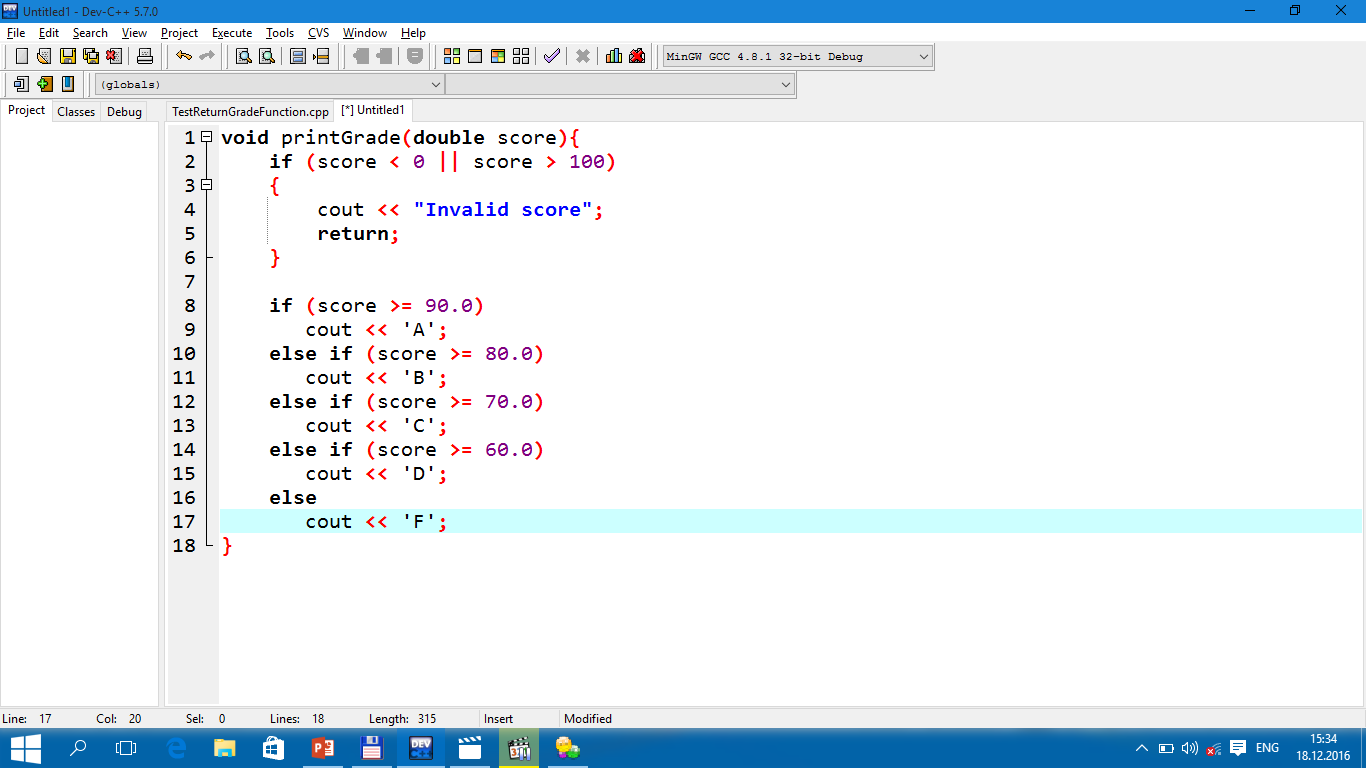 Untitled1 - Dev-C++ 5.7.0
File Edit Search View Project Execute Tools CVS Window Help
MinGW GCC 4.8.1 32-bit Debug
(globals)
Project Classes Debug TestReturnGradeFunction.cpp [*] Untitled1
1 void printGrade(double score){
2 if (score < 0 || score > 100)
3 {
4 cout << "Invalid score";
5 return;
6 }
7
8 if (score >= 90.0)
9 cout << 'A';
10 else if (score >= 80.0)
11 cout << 'B';
12 else if (score >= 70.0)
13 cout << 'C';
14 else if (score >= 60.0)
15 cout << 'D';
16 else
17 cout << 'F';
18 }
Line: 17 Col: 20 Sel: 0 Lines: 18 Length: 315 Insert Modified
DEV
ENG
15:34
18.12.2016